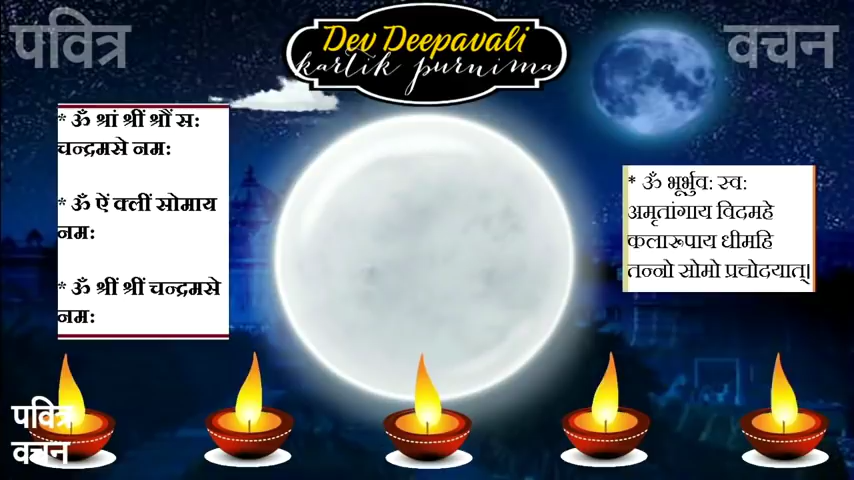 पवित्र
वचन
Dev Deepavali
kartik purnima
* ॐ श्रां श्रीं श्रौं सः
चन्द्रमसे नमः
* ॐ ऐं क्लीं सोमाय
नमः
* ॐ श्रीं श्रीं चन्द्रमसे
नमः
* ॐ भूर्भुवः स्वः
अमृतांगाय विदमहे
कलारूपाय धीमहि
तन्नो सोमो प्रचोदयात्।
पवित्र
वचन